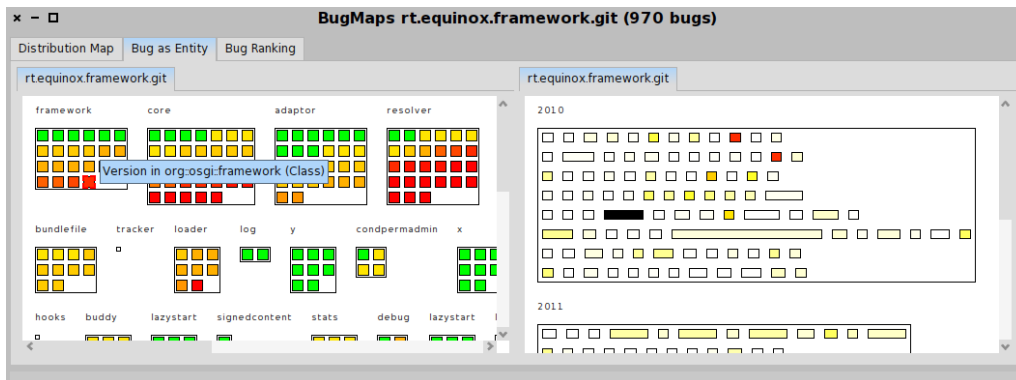 BugMaps rt.equinox.framework.git (970 bugs)
Distribution Map Bug as Entity Bug Ranking
rt.equinox.framework.git rt.equinox.framework.git
framework core adaptor resolver
Version in org::osgi::framework (Class)
bundlefile tracker loader log y condpermadmin x
hooks buddy lazystart signedcontent stats debug lazystart
2010
2011